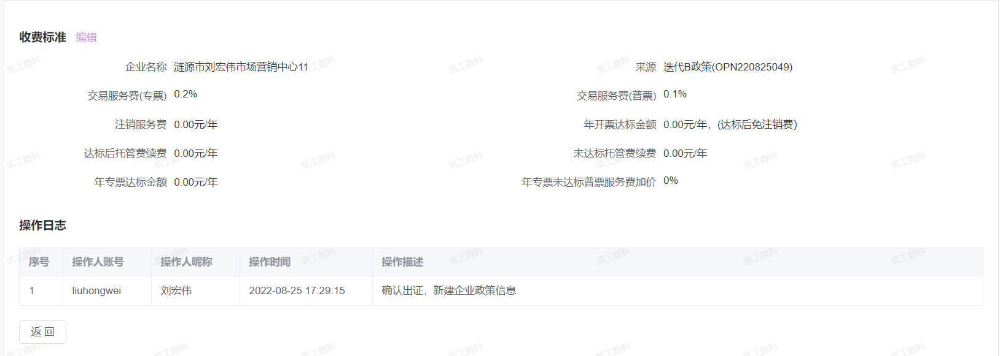 收费标准 编辑
企业名称 涟源市刘宏伟市场营销中心11 来源 迭代B政策(OPN220825049)
交易服务费(专票) 0.2% 交易服务费(普票) 0.1%
注销服务费 0.00元/年 年开票达标金额 0.00元/年，(达标后免注销费)
达标后托管费续费 0.00元/年 未达标托管费续费 0.00元/年
年专票达标金额 0.00元/年 年专票未达标普票服务费加价 0%
操作日志
序号 操作人账号 操作人昵称 操作时间 操作描述
1 liuhongwei 刘宏伟 2022-08-25 17:29:15 确认出证，新建企业政策信息
返 回
筑工数科